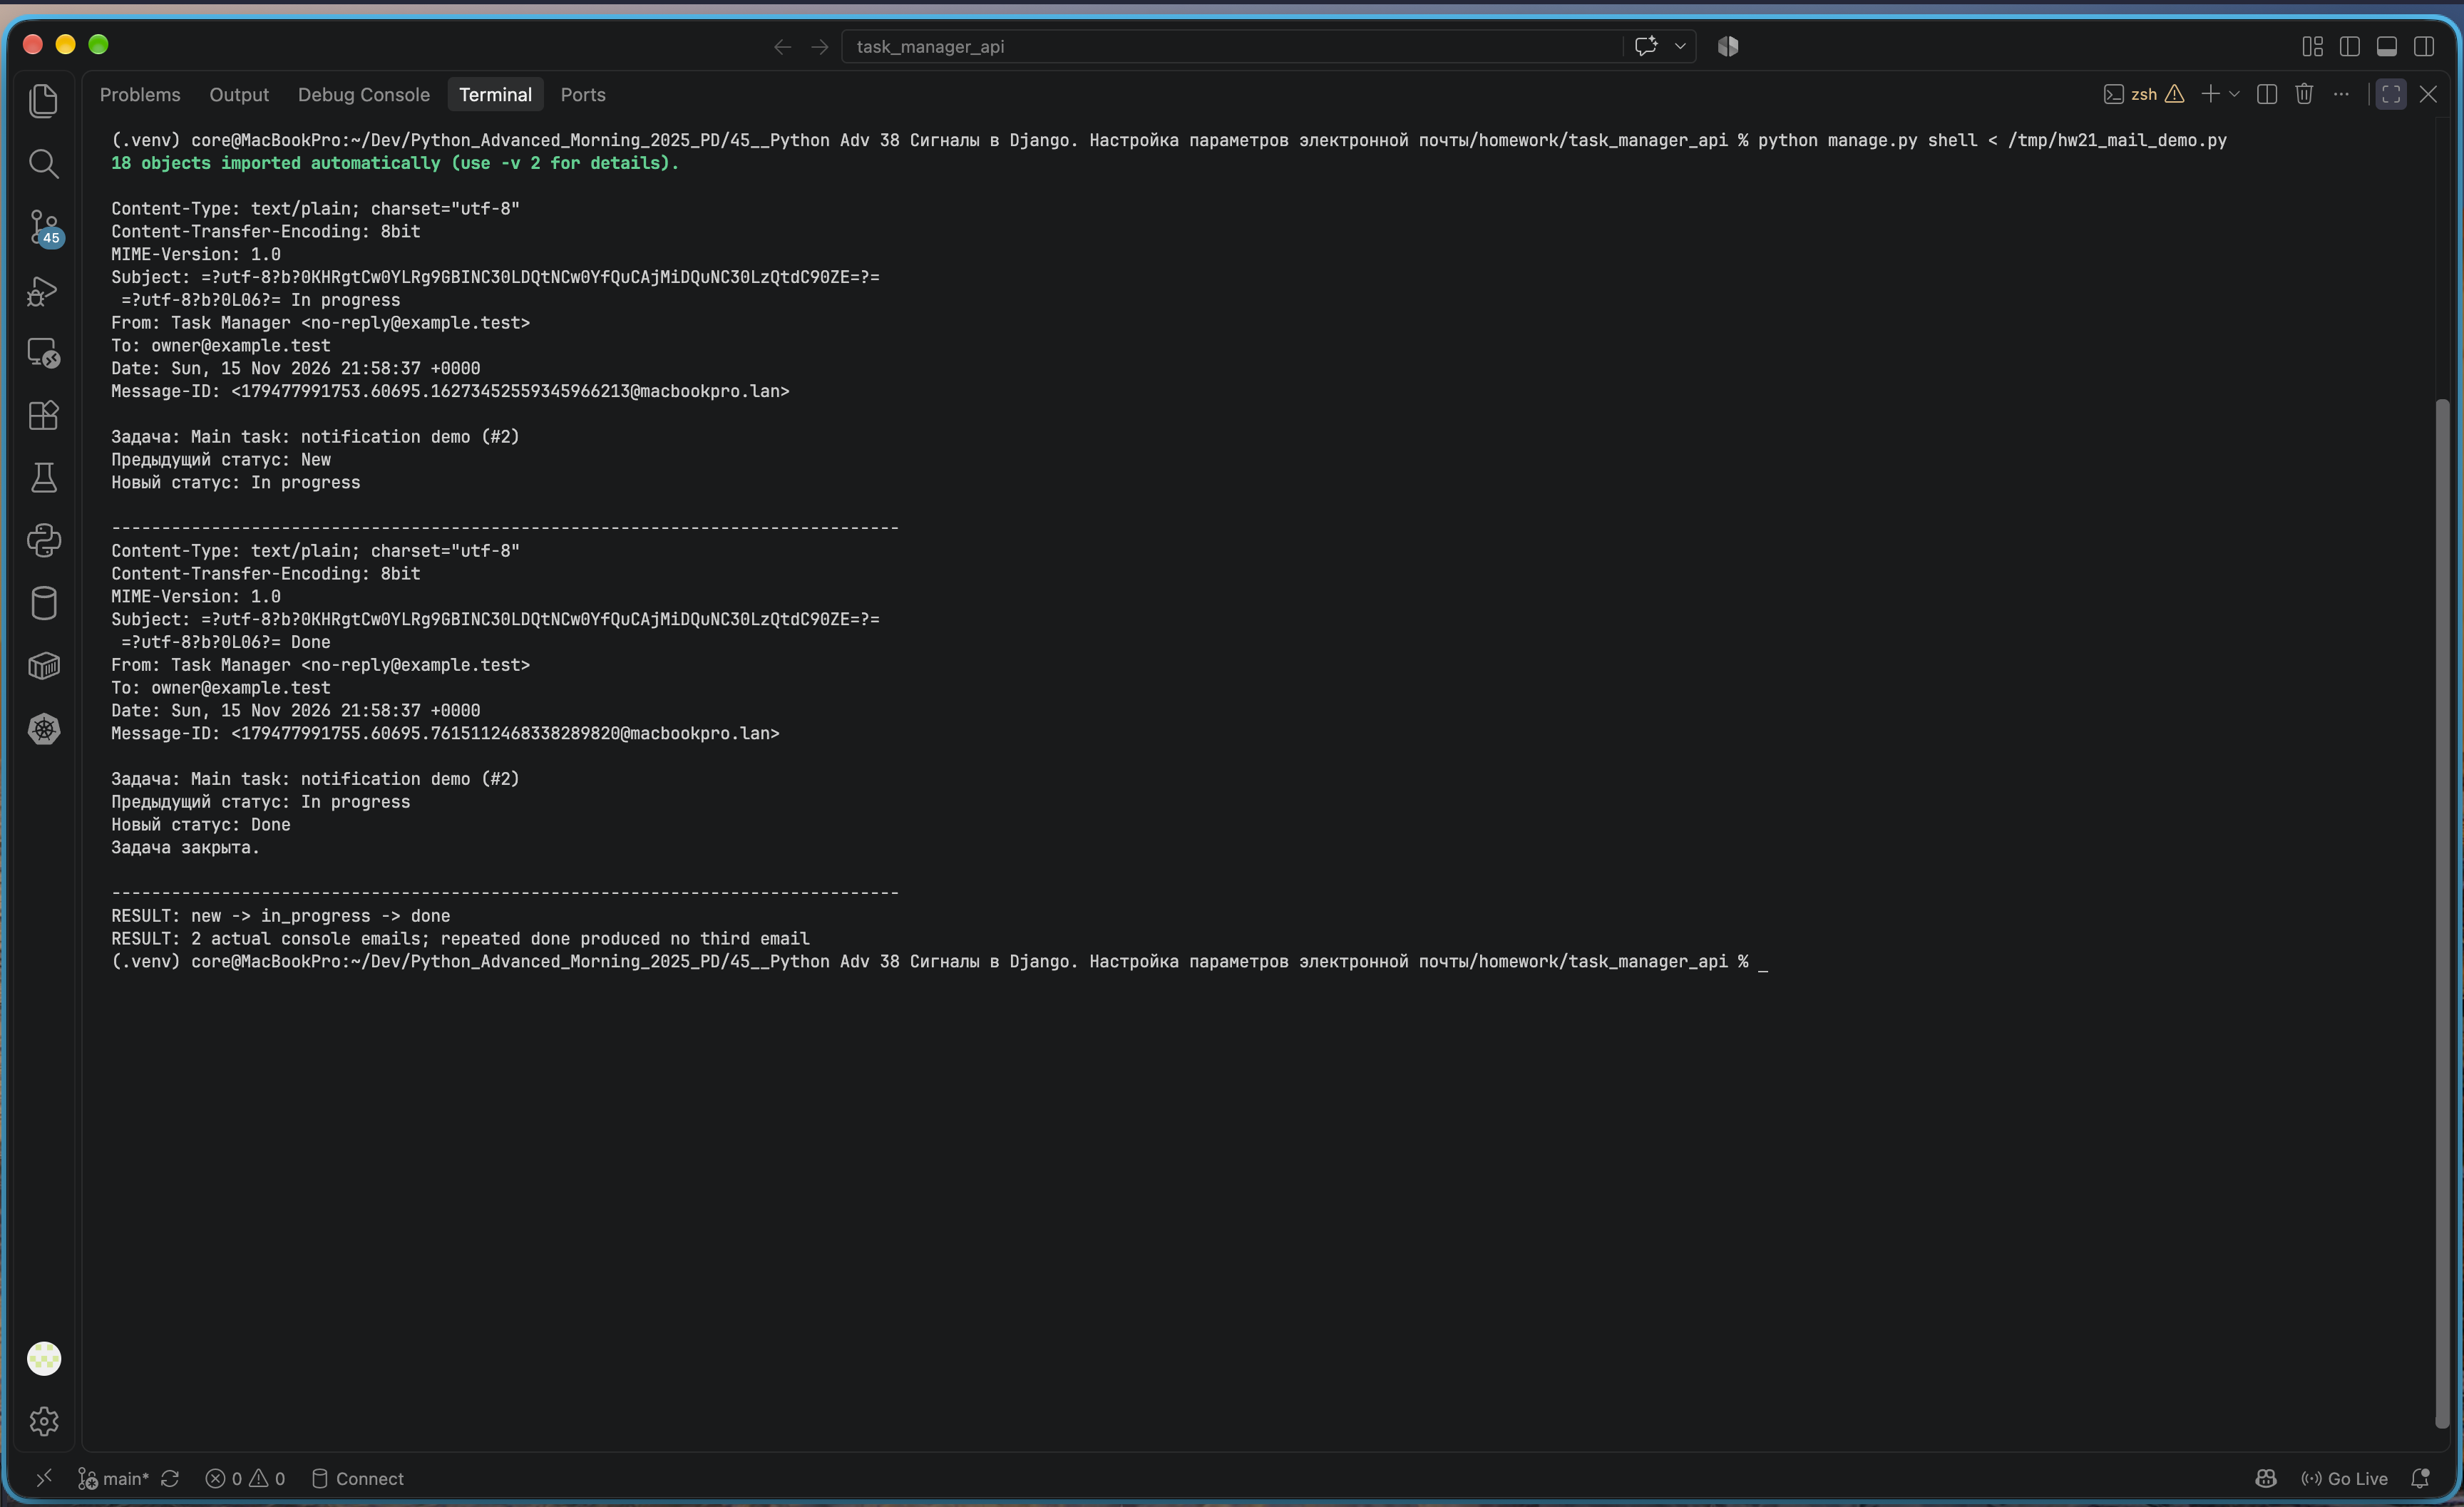 task_manager_api
Problems Output Debug Console Terminal Ports
zsh
(.venv) core@MacBookPro:~/Dev/Python_Advanced_Morning_2025_PD/45__Python Adv 38 Сигналы в Django. Настройка параметров электронной почты/homework/task_manager_api % python manage.py shell < /tmp/hw21_mail_demo.py
18 objects imported automatically (use -v 2 for details).
Content-Type: text/plain; charset="utf-8"
Content-Transfer-Encoding: 8bit
MIME-Version: 1.0
Subject: =?utf-8?b?0KHRgtCw0YLRg9GBINC30LDQtNCw0YfQuCAjMiDQuNC30LzQtdC90ZE=?=
=?utf-8?b?0L06?= In progress
From: Task Manager <no-reply@example.test>
To: owner@example.test
Date: Sun, 15 Nov 2026 21:58:37 +0000
Message-ID: <179477991753.60695.16273452559345966213@macbookpro.lan>
Задача: Main task: notification demo (#2)
Предыдущий статус: New
Новый статус: In progress
-------------------------------------------------------------------------------
Content-Type: text/plain; charset="utf-8"
Content-Transfer-Encoding: 8bit
MIME-Version: 1.0
Subject: =?utf-8?b?0KHRgtCw0YLRg9GBINC30LDQtNCw0YfQuCAjMiDQuNC30LzQtdC90ZE=?=
=?utf-8?b?0L06?= Done
From: Task Manager <no-reply@example.test>
To: owner@example.test
Date: Sun, 15 Nov 2026 21:58:37 +0000
Message-ID: <179477991755.60695.7615112468338289820@macbookpro.lan>
Задача: Main task: notification demo (#2)
Предыдущий статус: In progress
Новый статус: Done
Задача закрыта.
-------------------------------------------------------------------------------
RESULT: new -> in_progress -> done
RESULT: 2 actual console emails; repeated done produced no third email
(.venv) core@MacBookPro:~/Dev/Python_Advanced_Morning_2025_PD/45__Python Adv 38 Сигналы в Django. Настройка параметров электронной почты/homework/task_manager_api % _
45
main* 0 0 Connect Go Live